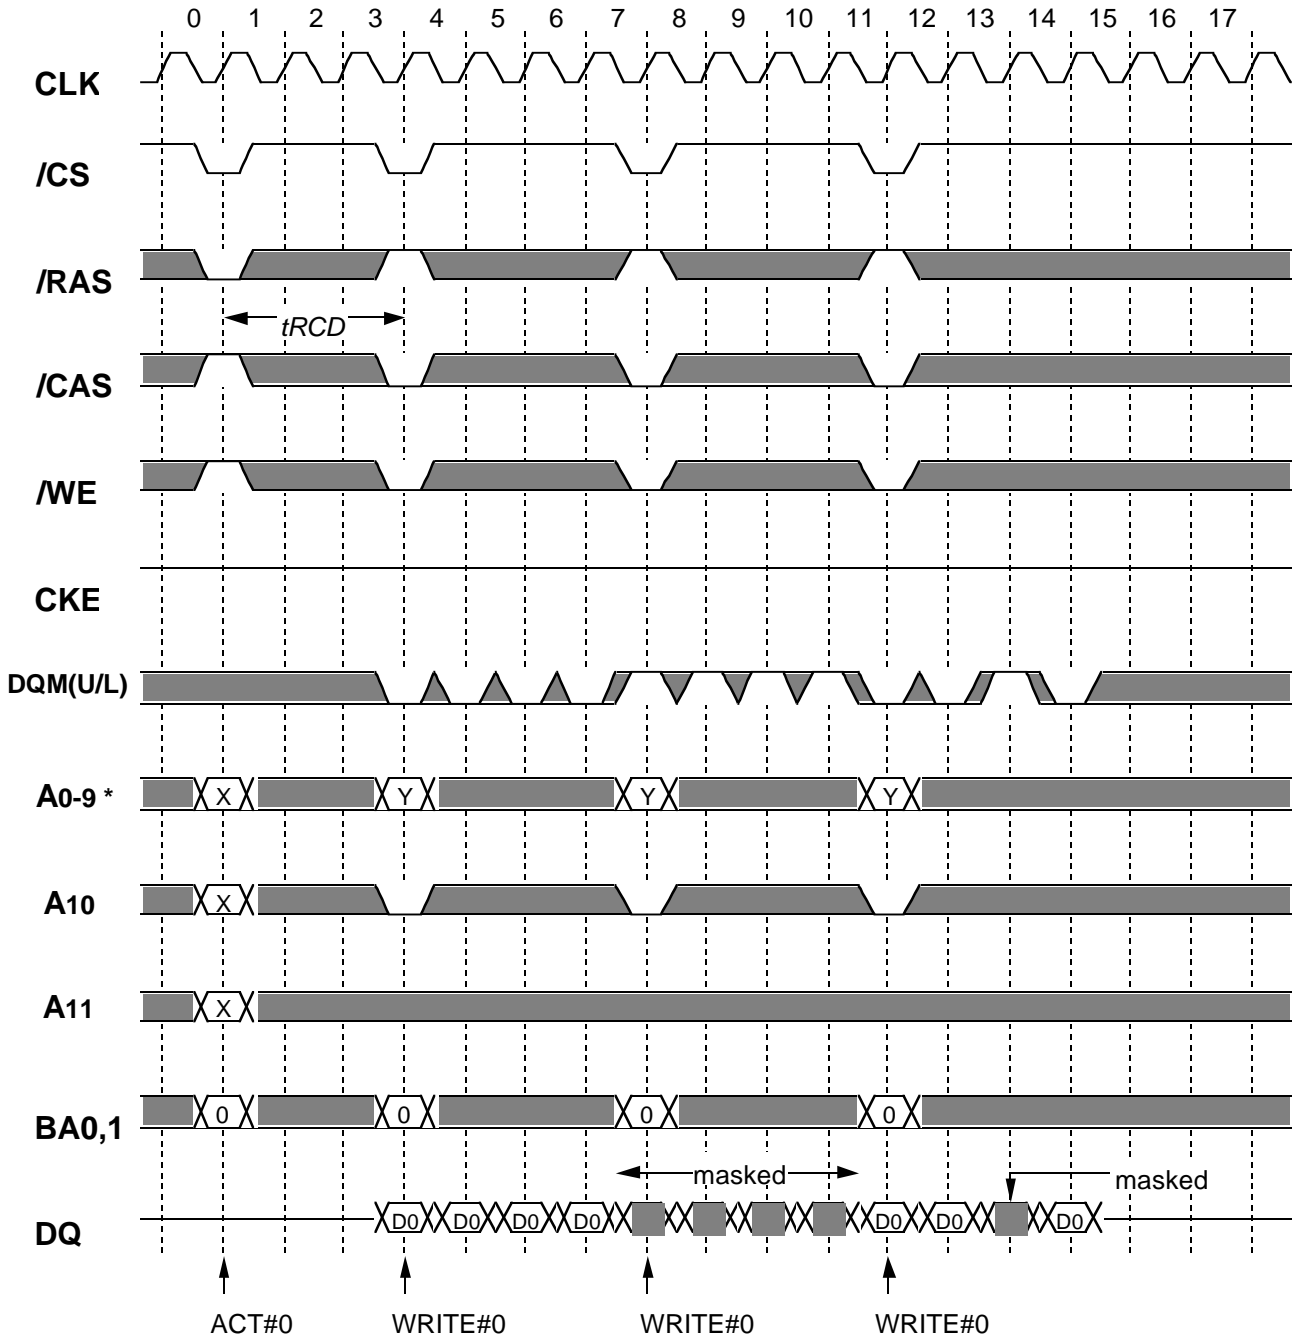 0 1 2 3 4 5 6 7 8 9 10 11 12 13 14 15 16 17
CLK
/CS
/RAS
tRCD
/CAS
/WE
CKE
DQM(U/L)
A0-9 * X Y Y Y
A10 X
A11 X
BA0,1 0 0 0 0
masked masked
DQ D0 D0 D0 D0 D0 D0 D0
ACT#0 WRITE#0 WRITE#0 WRITE#0